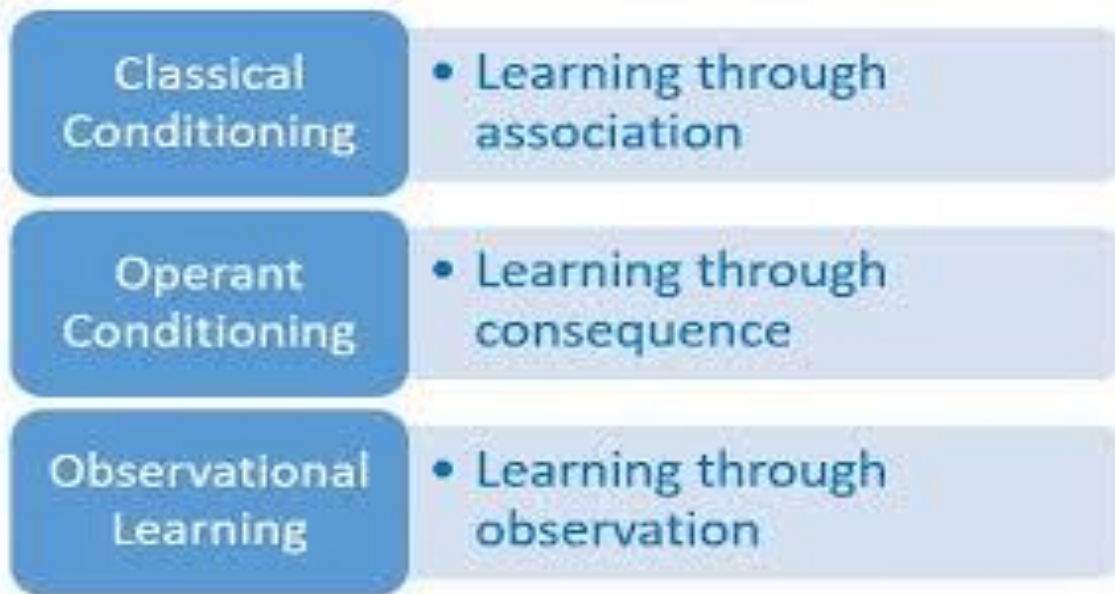 Classical
Conditioning
• Learning through
association
Operant
Conditioning
• Learning through
consequence
Observational
Learning
• Learning through
observation